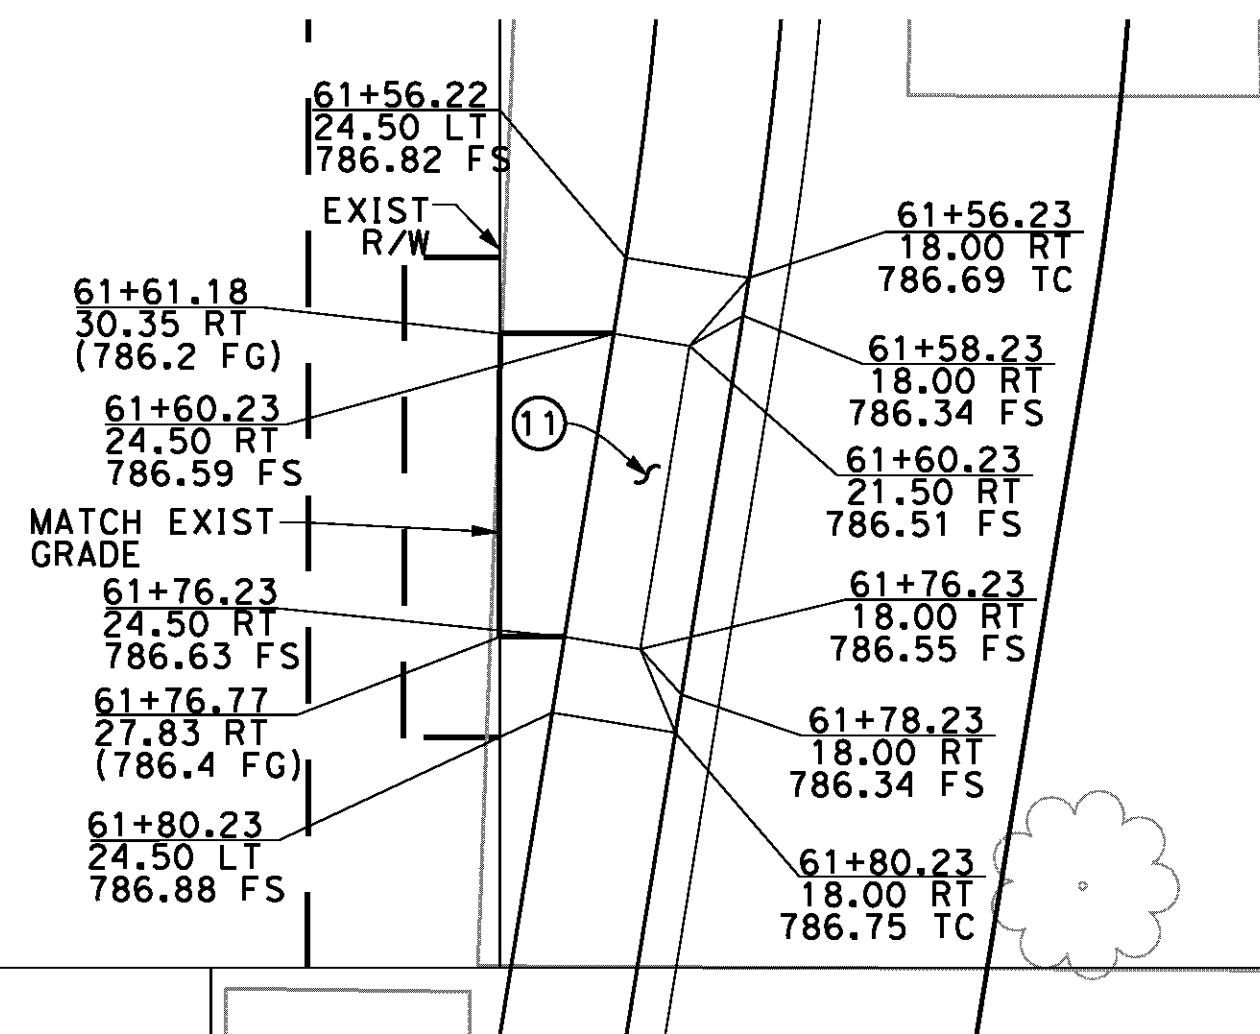 61+56.22
24.50 LT
786.82 FS
EXIST
R/W
61+61.18
30.35 RT
(786.2 FG)
61+60.23
24.50 RT
786.59 FS
MATCH EXIST
GRADE
61+76.23
24.50 RT
786.63 FS
61+76.77
27.83 RT
(786.4 FG)
61+80.23
24.50 LT
786.88 FS
11
61+56.23
18.00 RT
786.69 TC
61+58.23
18.00 RT
786.34 FS
61+60.23
21.50 RT
786.51 FS
61+76.23
18.00 RT
786.55 FS
61+78.23
18.00 RT
786.34 FS
61+80.23
18.00 RT
786.75 TC